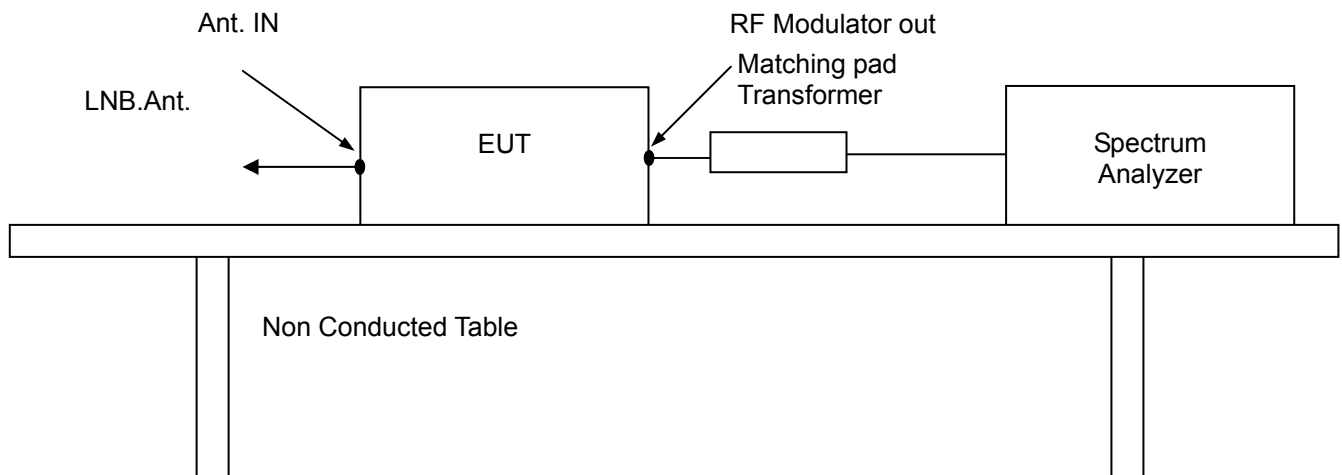 Ant. IN
RF Modulator out
LNB.Ant.
Matching pad
Transformer
EUT
Spectrum
Analyzer
Non Conducted Table